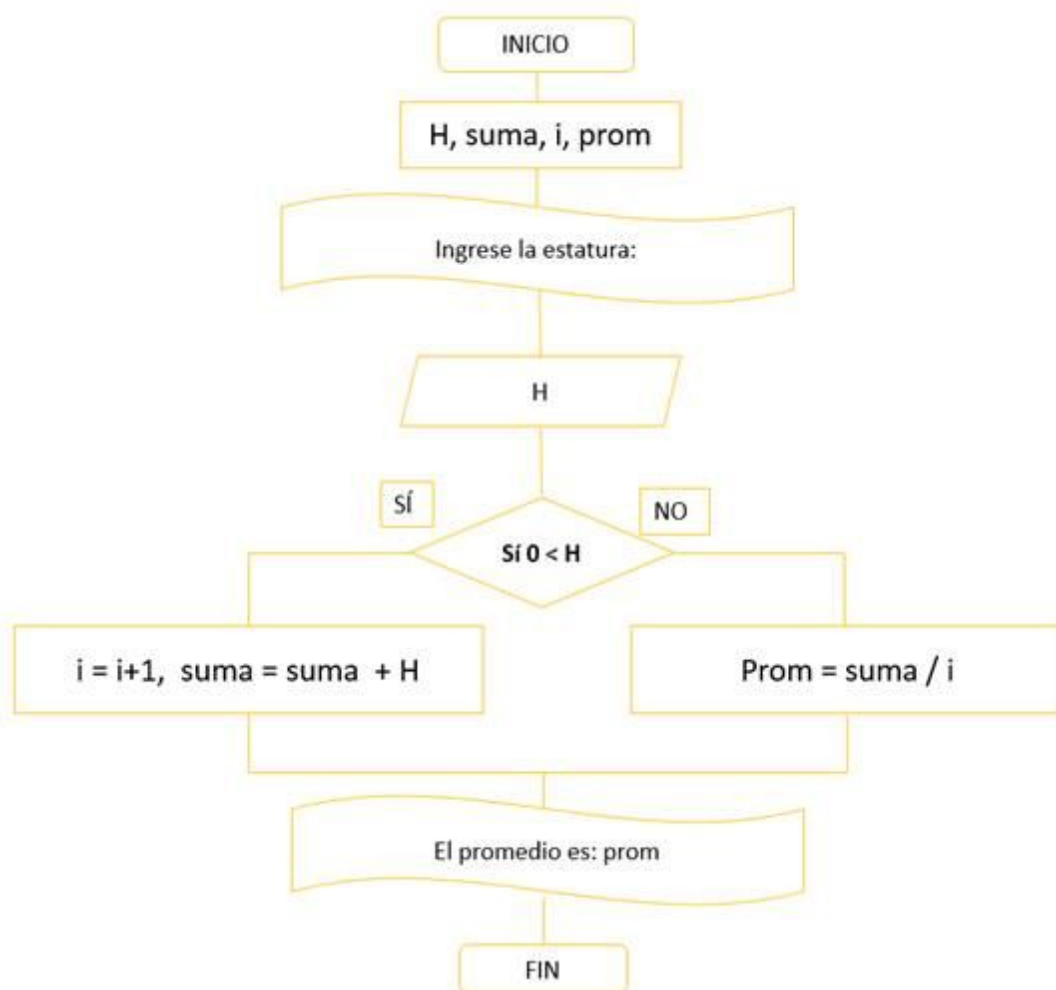 INICIO
H, suma, i, prom
Ingrese la estatura:
H
SÍ
NO
Sí 0 < H
i = i+1, suma = suma + H
Prom = suma / i
El promedio es: prom
FIN